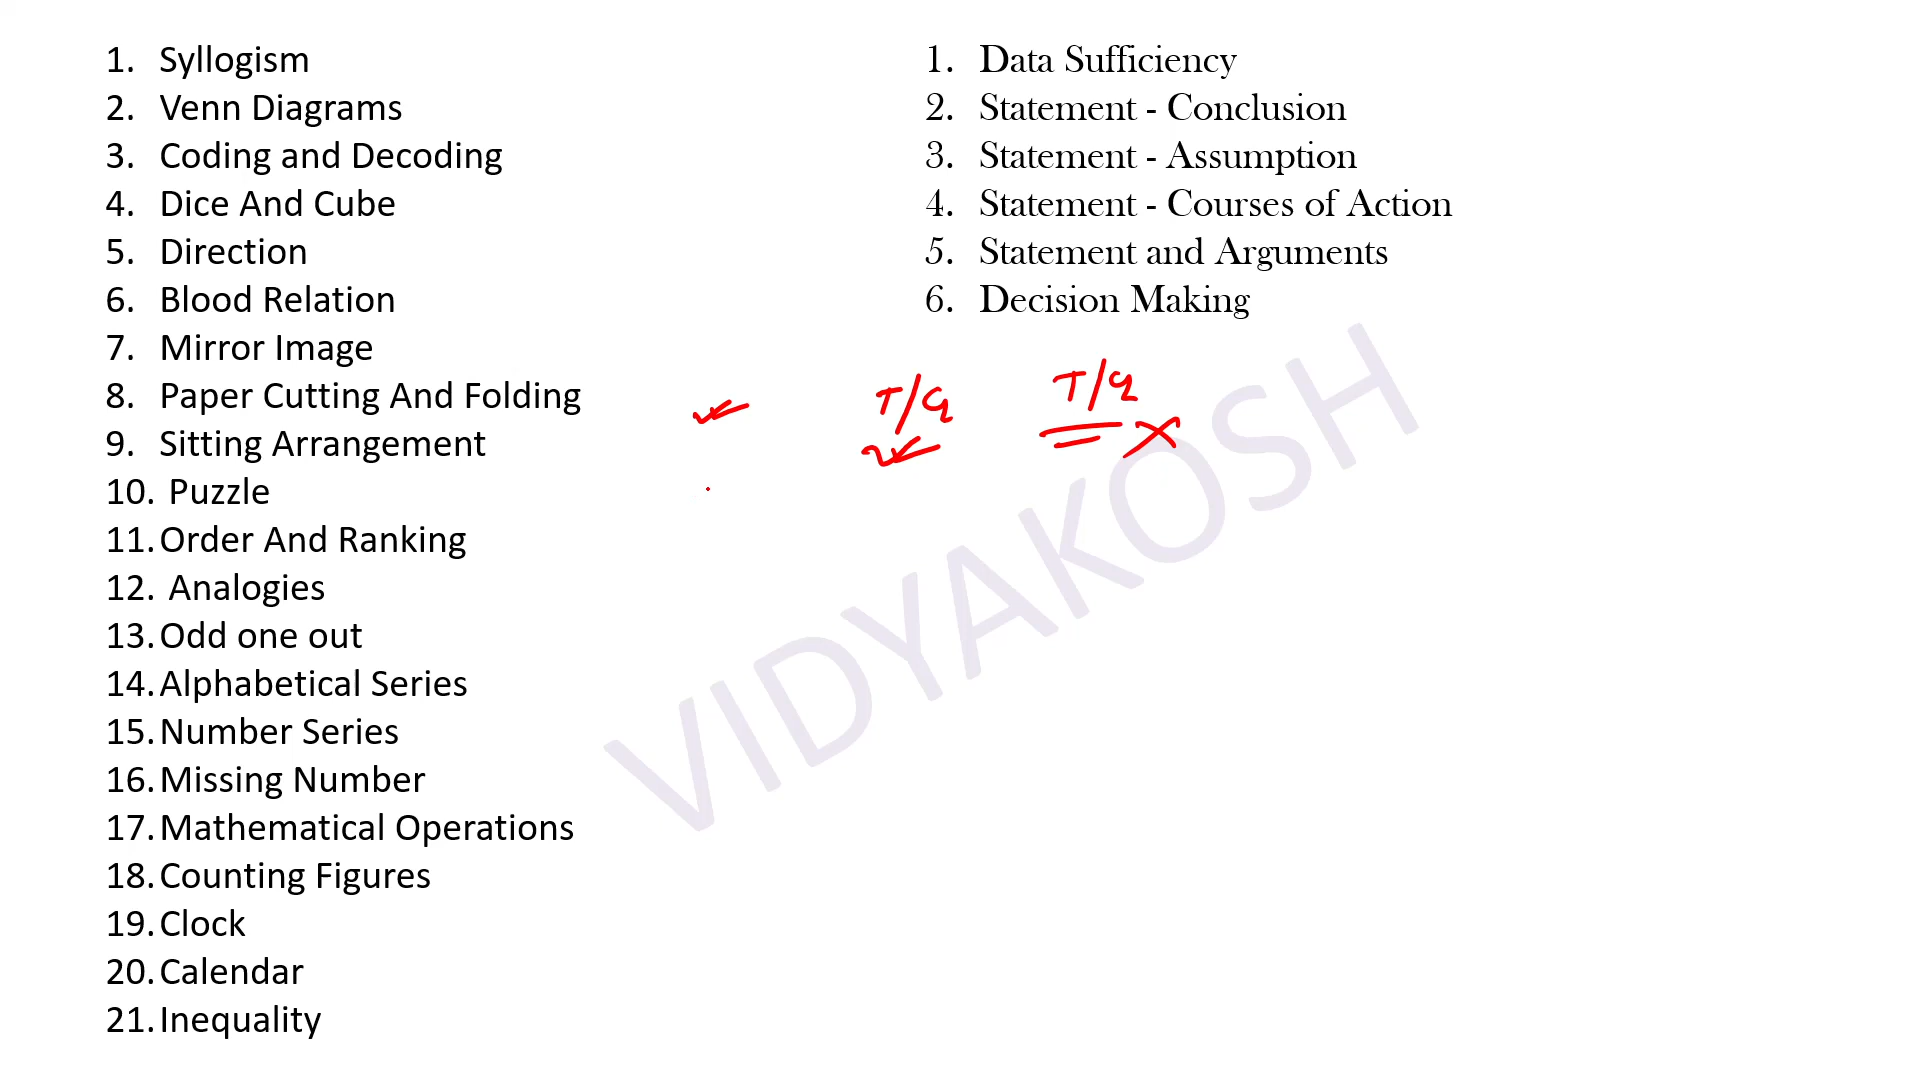 1. Syllogism
2. Venn Diagrams
3. Coding and Decoding
4. Dice And Cube
5. Direction
6. Blood Relation
7. Mirror Image
8. Paper Cutting And Folding
9. Sitting Arrangement
10. Puzzle
11. Order And Ranking
12. Analogies
13. Odd one out
14. Alphabetical Series
15. Number Series
16. Missing Number
17. Mathematical Operations
18. Counting Figures
19. Clock
20. Calendar
21. Inequality
1. Data Sufficiency
2. Statement - Conclusion
3. Statement - Assumption
4. Statement - Courses of Action
5. Statement and Arguments
6. Decision Making
VIDYAKOSH